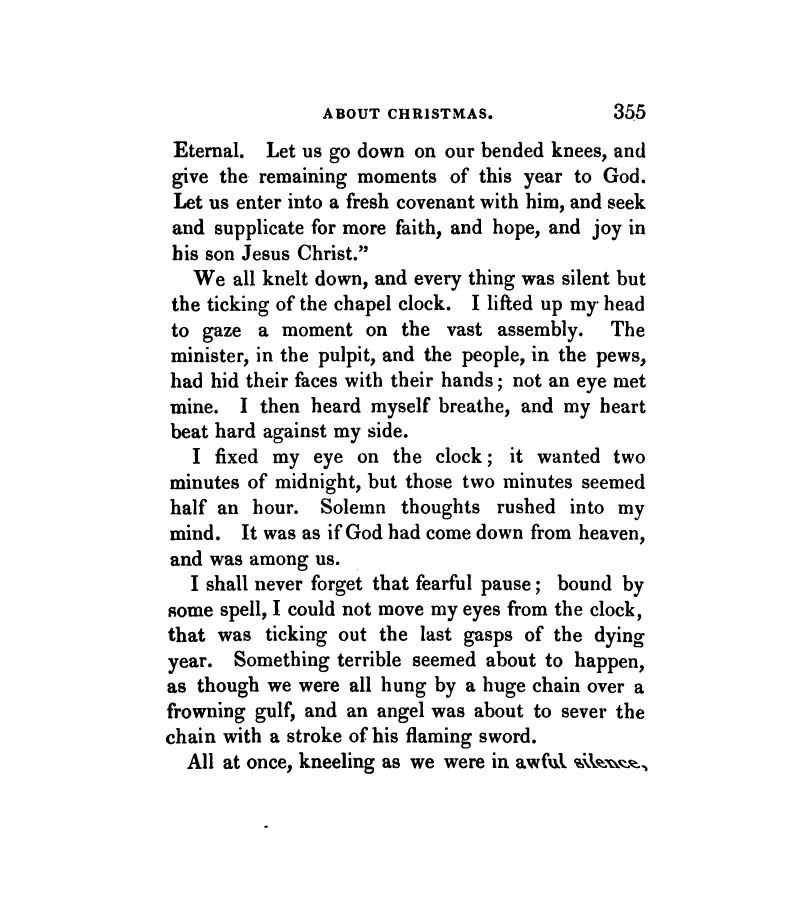 ABOUT CHRISTMAS. 355
Eternal. Let us go down on our bended knees, and
give the remaining moments of this year to God.
Let us enter into a fresh covenant with him, and seek
and supplicate for more faith, and hope, and joy in
his son Jesus Christ.”
We all knelt down, and every thing was silent but
the ticking of the chapel clock. I lifted up my head
to gaze a moment on the vast assembly. The
minister, in the pulpit, and the people, in the pews,
had hid their faces with their hands; not an eye met
mine. I then heard myself breathe, and my heart
beat hard against my side.
I fixed my eye on the clock; it wanted two
minutes of midnight, but those two minutes seemed
half an hour. Solemn thoughts rushed into my
mind. It was as if God had come down from heaven,
and was among us.
I shall never forget that fearful pause; bound by
some spell, I could not move my eyes from the clock,
that was ticking out the last gasps of the dying
year. Something terrible seemed about to happen,
as though we were all hung by a huge chain over a
frowning gulf, and an angel was about to sever the
chain with a stroke of his flaming sword.
All at once, kneeling as we were in awful silence,